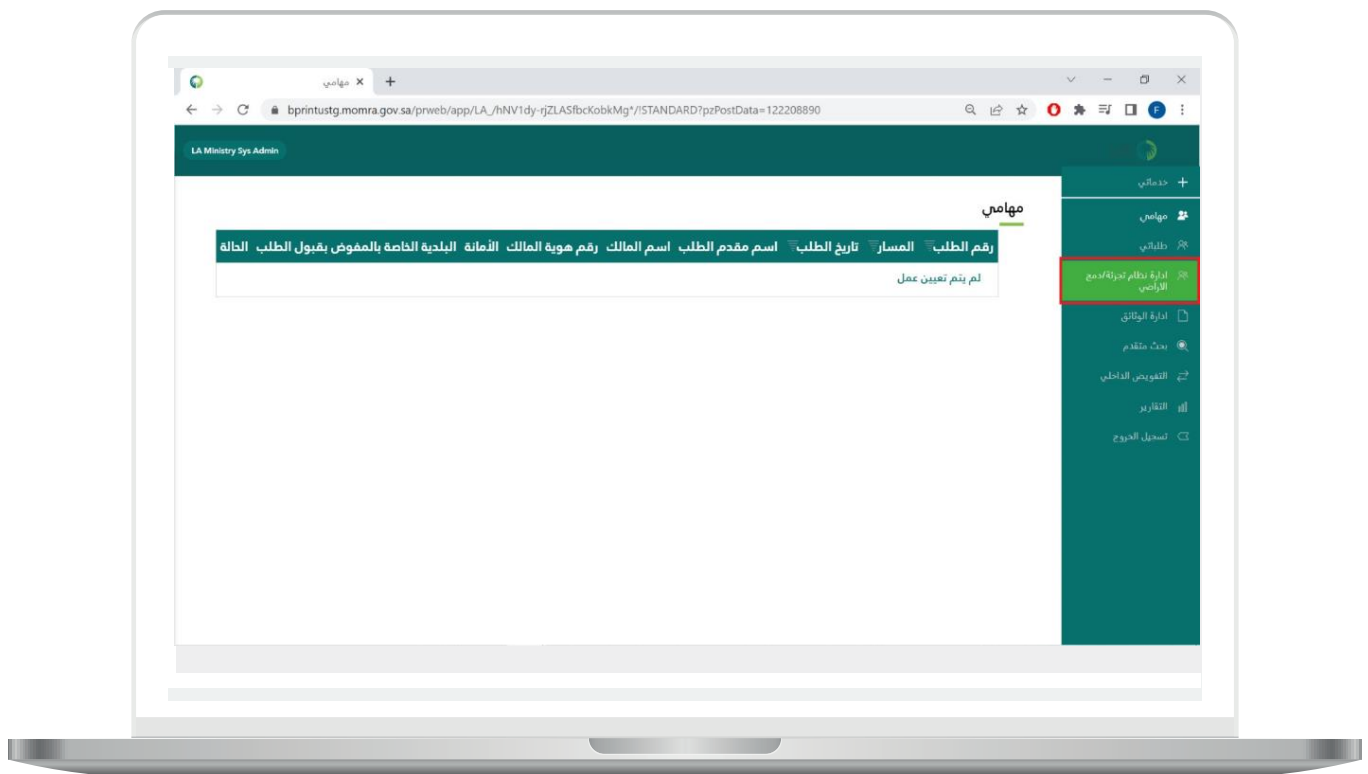 مهامي
bprintustg.momra.gov.sa/prweb/app/LA_/hNV1dy-rjZLASfbcKobkMg*/!STANDARD?pzPostData=122208890
F
LA Ministry Sys Admin
خدماتي
مهامي
طلباتي
ادارة نظام تجزئة/دمج
الاراضي
ادارة الوثائق
بحث متقدم
التفويض الداخلي
التقارير
تسجيل الخروج
مهامي
رقم الطلب المسار تاريخ الطلب اسم مقدم الطلب اسم المالك رقم هوية المالك الأمانة البلدية الخاصة بالمفوض بقبول الطلب الحالة
لم يتم تعيين عمل